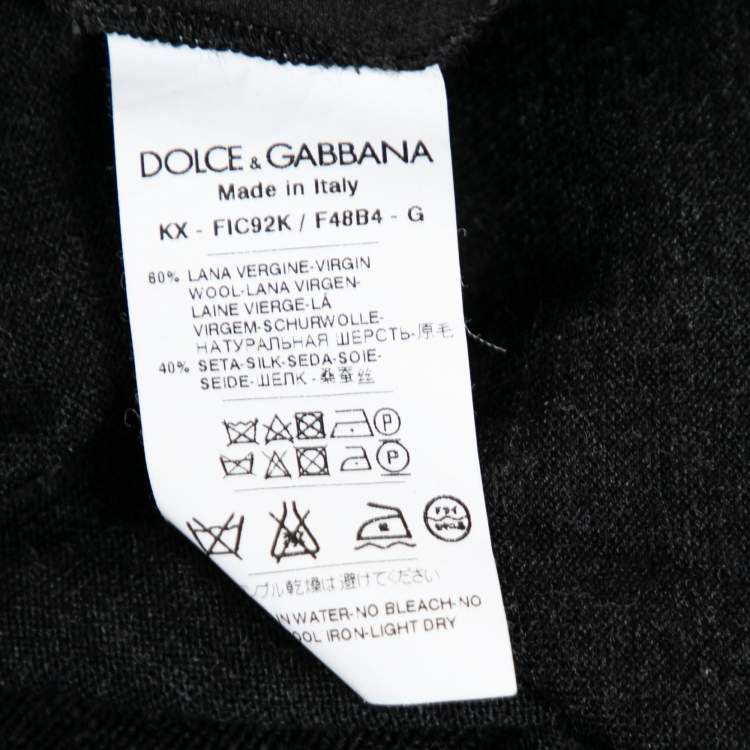 DOLCE & GABBANA
Made in Italy
KX - FIC92K / F48B4 - G
60% LANA VERGINE-VIRGIN
WOOL-LANA VIRGEN-
LAINE VIERGE-LÃ
VIRGEM-SCHURWOLLE-
НАТУРАЛЬНАЯ ШЕРСТЬ-原毛
40% SETA-SILK-SEDA-SOIE-
SEIDE-ШЕЛК-桑蚕丝
P
P
ドライ
ンブル乾燥は避けてください
IN WATER-NO BLEACH-NO
OOL IRON-LIGHT DRY